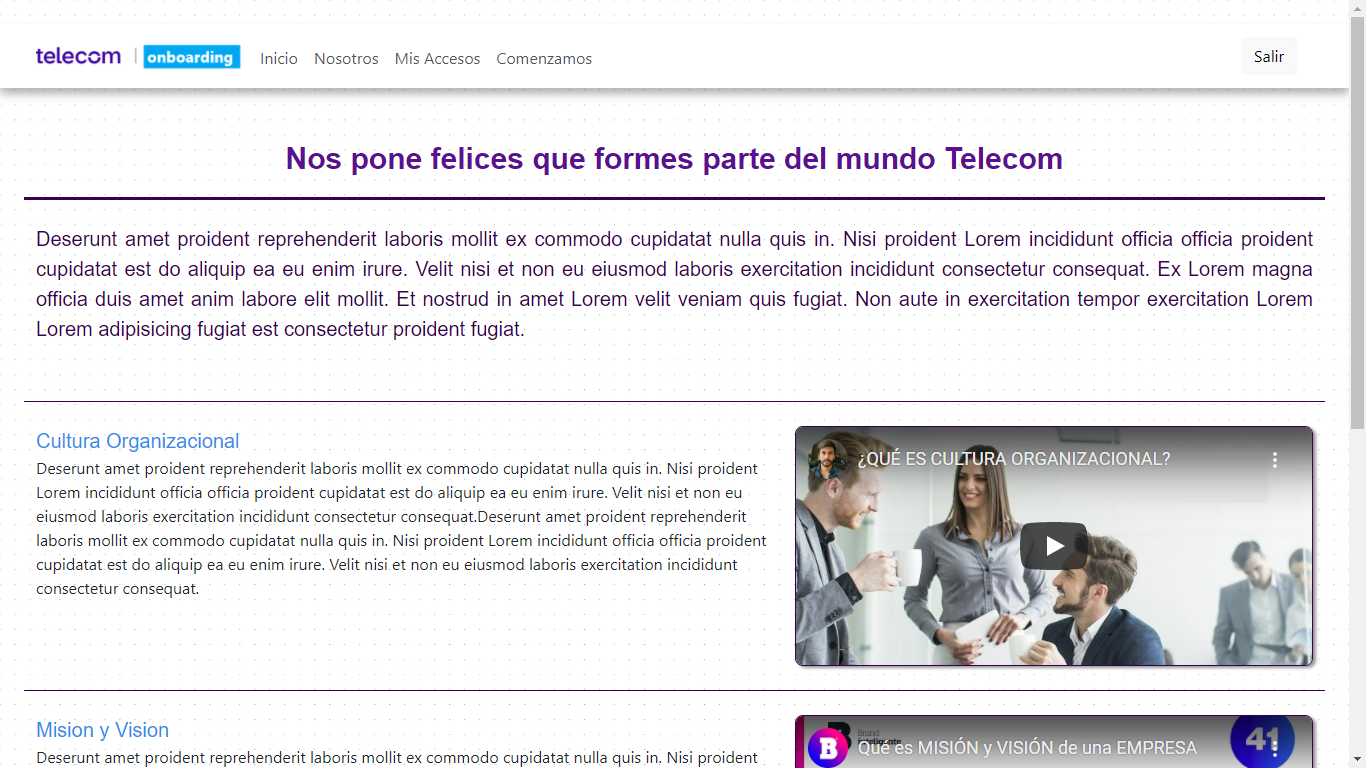 telecom | onboarding Inicio Nosotros Mis Accesos Comenzamos Salir
Nos pone felices que formes parte del mundo Telecom
Deserunt amet proident reprehenderit laboris mollit ex commodo cupidatat nulla quis in. Nisi proident Lorem incididunt officia officia proident
cupidatat est do aliquip ea eu enim irure. Velit nisi et non eu eiusmod laboris exercitation incididunt consectetur consequat. Ex Lorem magna
officia duis amet anim labore elit mollit. Et nostrud in amet Lorem velit veniam quis fugiat. Non aute in exercitation tempor exercitation Lorem
Lorem adipisicing fugiat est consectetur proident fugiat.
Cultura Organizacional
Deserunt amet proident reprehenderit laboris mollit ex commodo cupidatat nulla quis in. Nisi proident
Lorem incididunt officia officia proident cupidatat est do aliquip ea eu enim irure. Velit nisi et non eu
eiusmod laboris exercitation incididunt consectetur consequat.Deserunt amet proident reprehenderit
laboris mollit ex commodo cupidatat nulla quis in. Nisi proident Lorem incididunt officia officia proident
cupidatat est do aliquip ea eu enim irure. Velit nisi et non eu eiusmod laboris exercitation incididunt
consectetur consequat.
¿QUÉ ES CULTURA ORGANIZACIONAL?
Mision y Vision
Deserunt amet proident reprehenderit laboris mollit ex commodo cupidatat nulla quis in. Nisi proident
B
Brand
inteligente
Qué es MISIÓN y VISIÓN de una EMPRESA
41